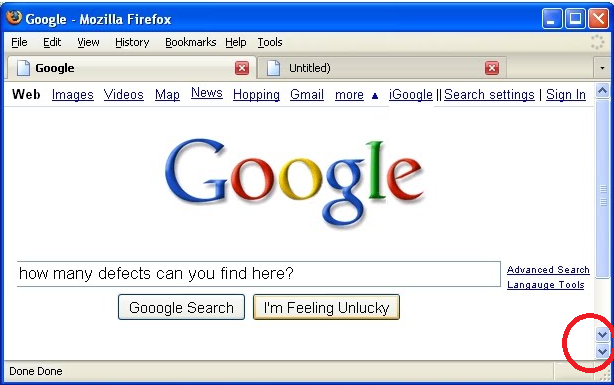 Google - Mozilla Firefox
File Edit View History Bookmarks Help Tools
Google Untitled)
Web Images Videos Map News Hopping Gmail more ▲ iGoogle || Search settings | Sign In
Google
how many defects can you find here?
Advanced Search
Langauge Tools
Gooogle Search I'm Feeling Unlucky
Done Done